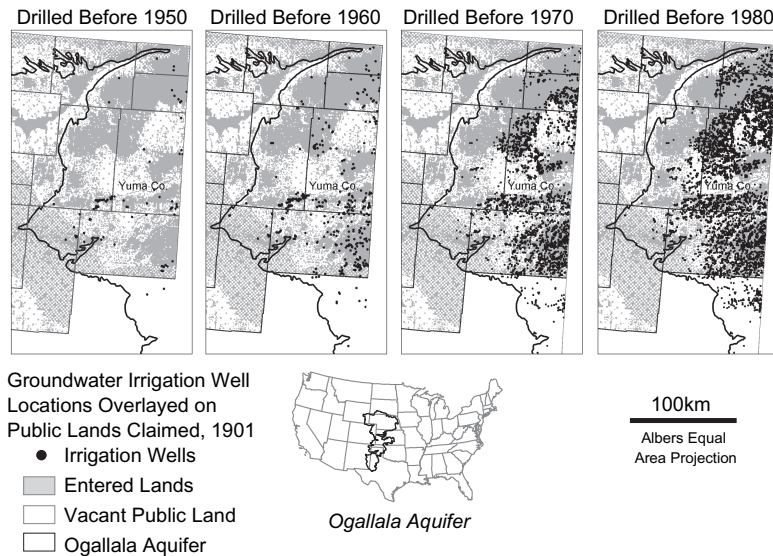 Drilled Before 1950
Drilled Before 1960
Drilled Before 1970
Drilled Before 1980
Yuma Co.
Yuma Co.
Yuma Co.
Yuma Co.
Groundwater Irrigation Well
Locations Overlayed on
Public Lands Claimed, 1901
Irrigation Wells
Entered Lands
Vacant Public Land
Ogallala Aquifer
Ogallala Aquifer
100km
Albers Equal
Area Projection